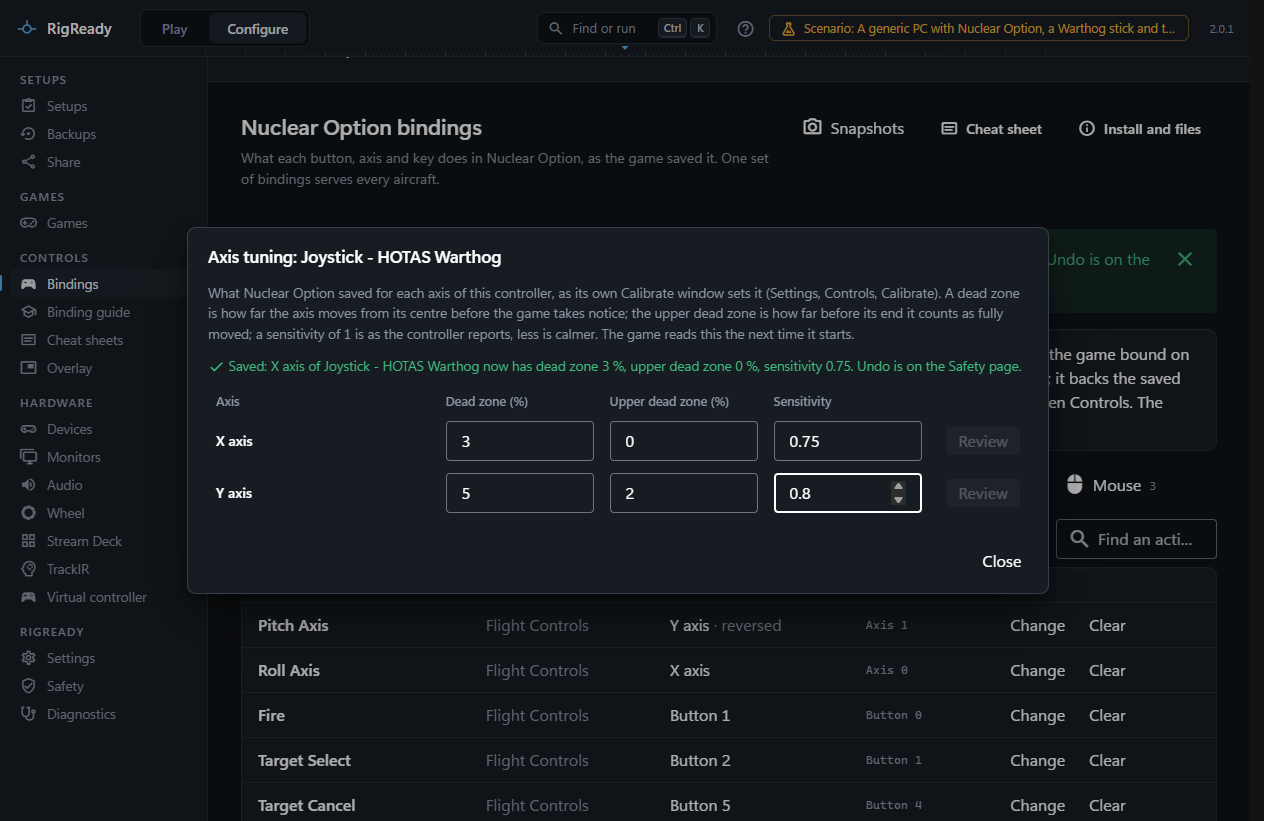 RigReady
Play
Configure
Find or run
Ctrl
K
Scenario: A generic PC with Nuclear Option, a Warthog stick and t...
2.0.1
SETUPS
Setups
Backups
Share
GAMES
Games
CONTROLS
Bindings
Binding guide
Cheat sheets
Overlay
HARDWARE
Devices
Monitors
Audio
Wheel
Stream Deck
TrackIR
Virtual controller
RIGREADY
Settings
Safety
Diagnostics
Nuclear Option bindings
Snapshots
Cheat sheet
Install and files
What each button, axis and key does in Nuclear Option, as the game saved it. One set
of bindings serves every aircraft.
Undo is on the
the game bound on
; it backs the saved
en Controls. The
Mouse 3
Find an acti...
Axis tuning: Joystick - HOTAS Warthog
What Nuclear Option saved for each axis of this controller, as its own Calibrate window sets it (Settings, Controls, Calibrate). A dead zone
is how far the axis moves from its centre before the game takes notice; the upper dead zone is how far before its end it counts as fully
moved; a sensitivity of 1 is as the controller reports, less is calmer. The game reads this the next time it starts.
Saved: X axis of Joystick - HOTAS Warthog now has dead zone 3 %, upper dead zone 0 %, sensitivity 0.75. Undo is on the Safety page.
Axis Dead zone (%) Upper dead zone (%) Sensitivity
X axis 3 0 0.75 Review
Y axis 5 2 0.8 Review
Close
Pitch Axis Flight Controls Y axis · reversed Axis 1 Change Clear
Roll Axis Flight Controls X axis Axis 0 Change Clear
Fire Flight Controls Button 1 Button 0 Change Clear
Target Select Flight Controls Button 2 Button 1 Change Clear
Target Cancel Flight Controls Button 5 Button 4 Change Clear